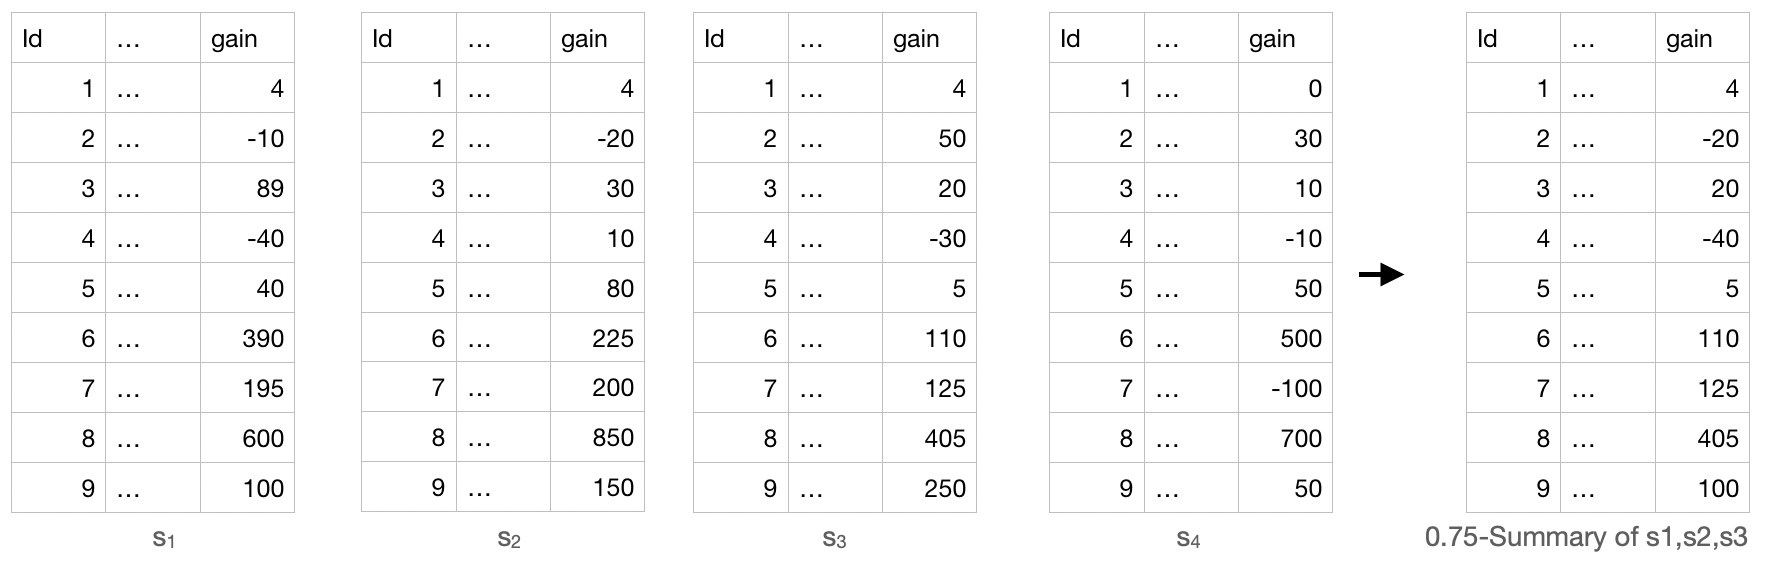 Id … gain Id … gain Id … gain Id … gain Id … gain
1 … 4 1 … 4 1 … 4 1 … 0 1 … 4
2 … -10 2 … -20 2 … 50 2 … 30 2 … -20
3 … 89 3 … 30 3 … 20 3 … 10 3 … 20
4 … -40 4 … 10 4 … -30 4 … -10 4 … -40
5 … 40 5 … 80 5 … 5 5 … 50 5 … 5
6 … 390 6 … 225 6 … 110 6 … 500 6 … 110
7 … 195 7 … 200 7 … 125 7 … -100 7 … 125
8 … 600 8 … 850 8 … 405 8 … 700 8 … 405
9 … 100 9 … 150 9 … 250 9 … 50 9 … 100
s₁ s₂ s₃ s₄ 0.75-Summary of s1,s2,s3